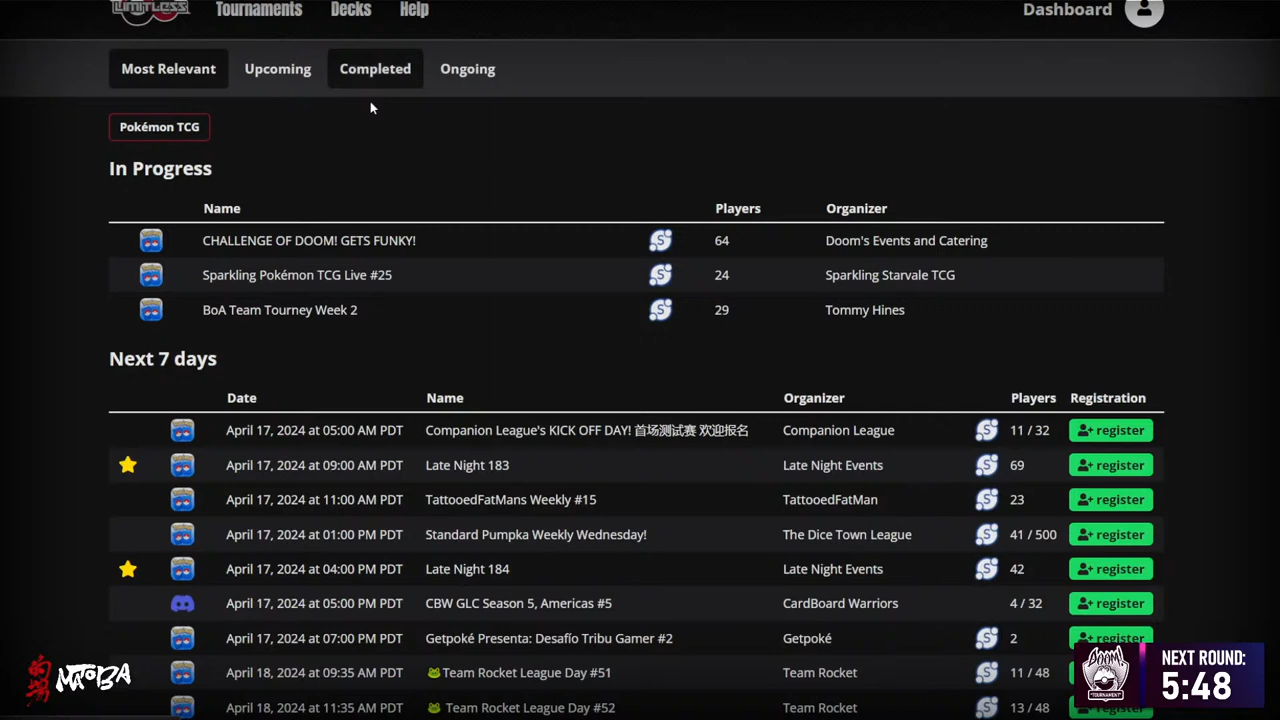 LIMITLESS
Tournaments Decks Help Dashboard
Most Relevant Upcoming Completed Ongoing
Pokémon TCG
In Progress
Name Players Organizer
CHALLENGE OF DOOM! GETS FUNKY! 64 Doom's Events and Catering
Sparkling Pokémon TCG Live #25 24 Sparkling Starvale TCG
BoA Team Tourney Week 2 29 Tommy Hines
Next 7 days
Date Name Organizer Players Registration
April 17, 2024 at 05:00 AM PDT Companion League's KICK OFF DAY! 首场测试赛 欢迎报名 Companion League 11 / 32 register
April 17, 2024 at 09:00 AM PDT Late Night 183 Late Night Events 69 register
April 17, 2024 at 11:00 AM PDT TattooedFatMans Weekly #15 TattooedFatMan 23 register
April 17, 2024 at 01:00 PM PDT Standard Pumpka Weekly Wednesday! The Dice Town League 41 / 500 register
April 17, 2024 at 04:00 PM PDT Late Night 184 Late Night Events 42 register
April 17, 2024 at 05:00 PM PDT CBW GLC Season 5, Americas #5 CardBoard Warriors 4 / 32 register
April 17, 2024 at 07:00 PM PDT Getpoké Presenta: Desafío Tribu Gamer #2 Getpoké 2 register
April 18, 2024 at 09:35 AM PDT 🐸Team Rocket League Day #51 Team Rocket 11 / 48
April 18, 2024 at 11:35 AM PDT 🐸 Team Rocket League Day #52 Team Rocket 13 / 48 register
MATOBA
DOOM
TOURNAMENT
NEXT ROUND:
5:48